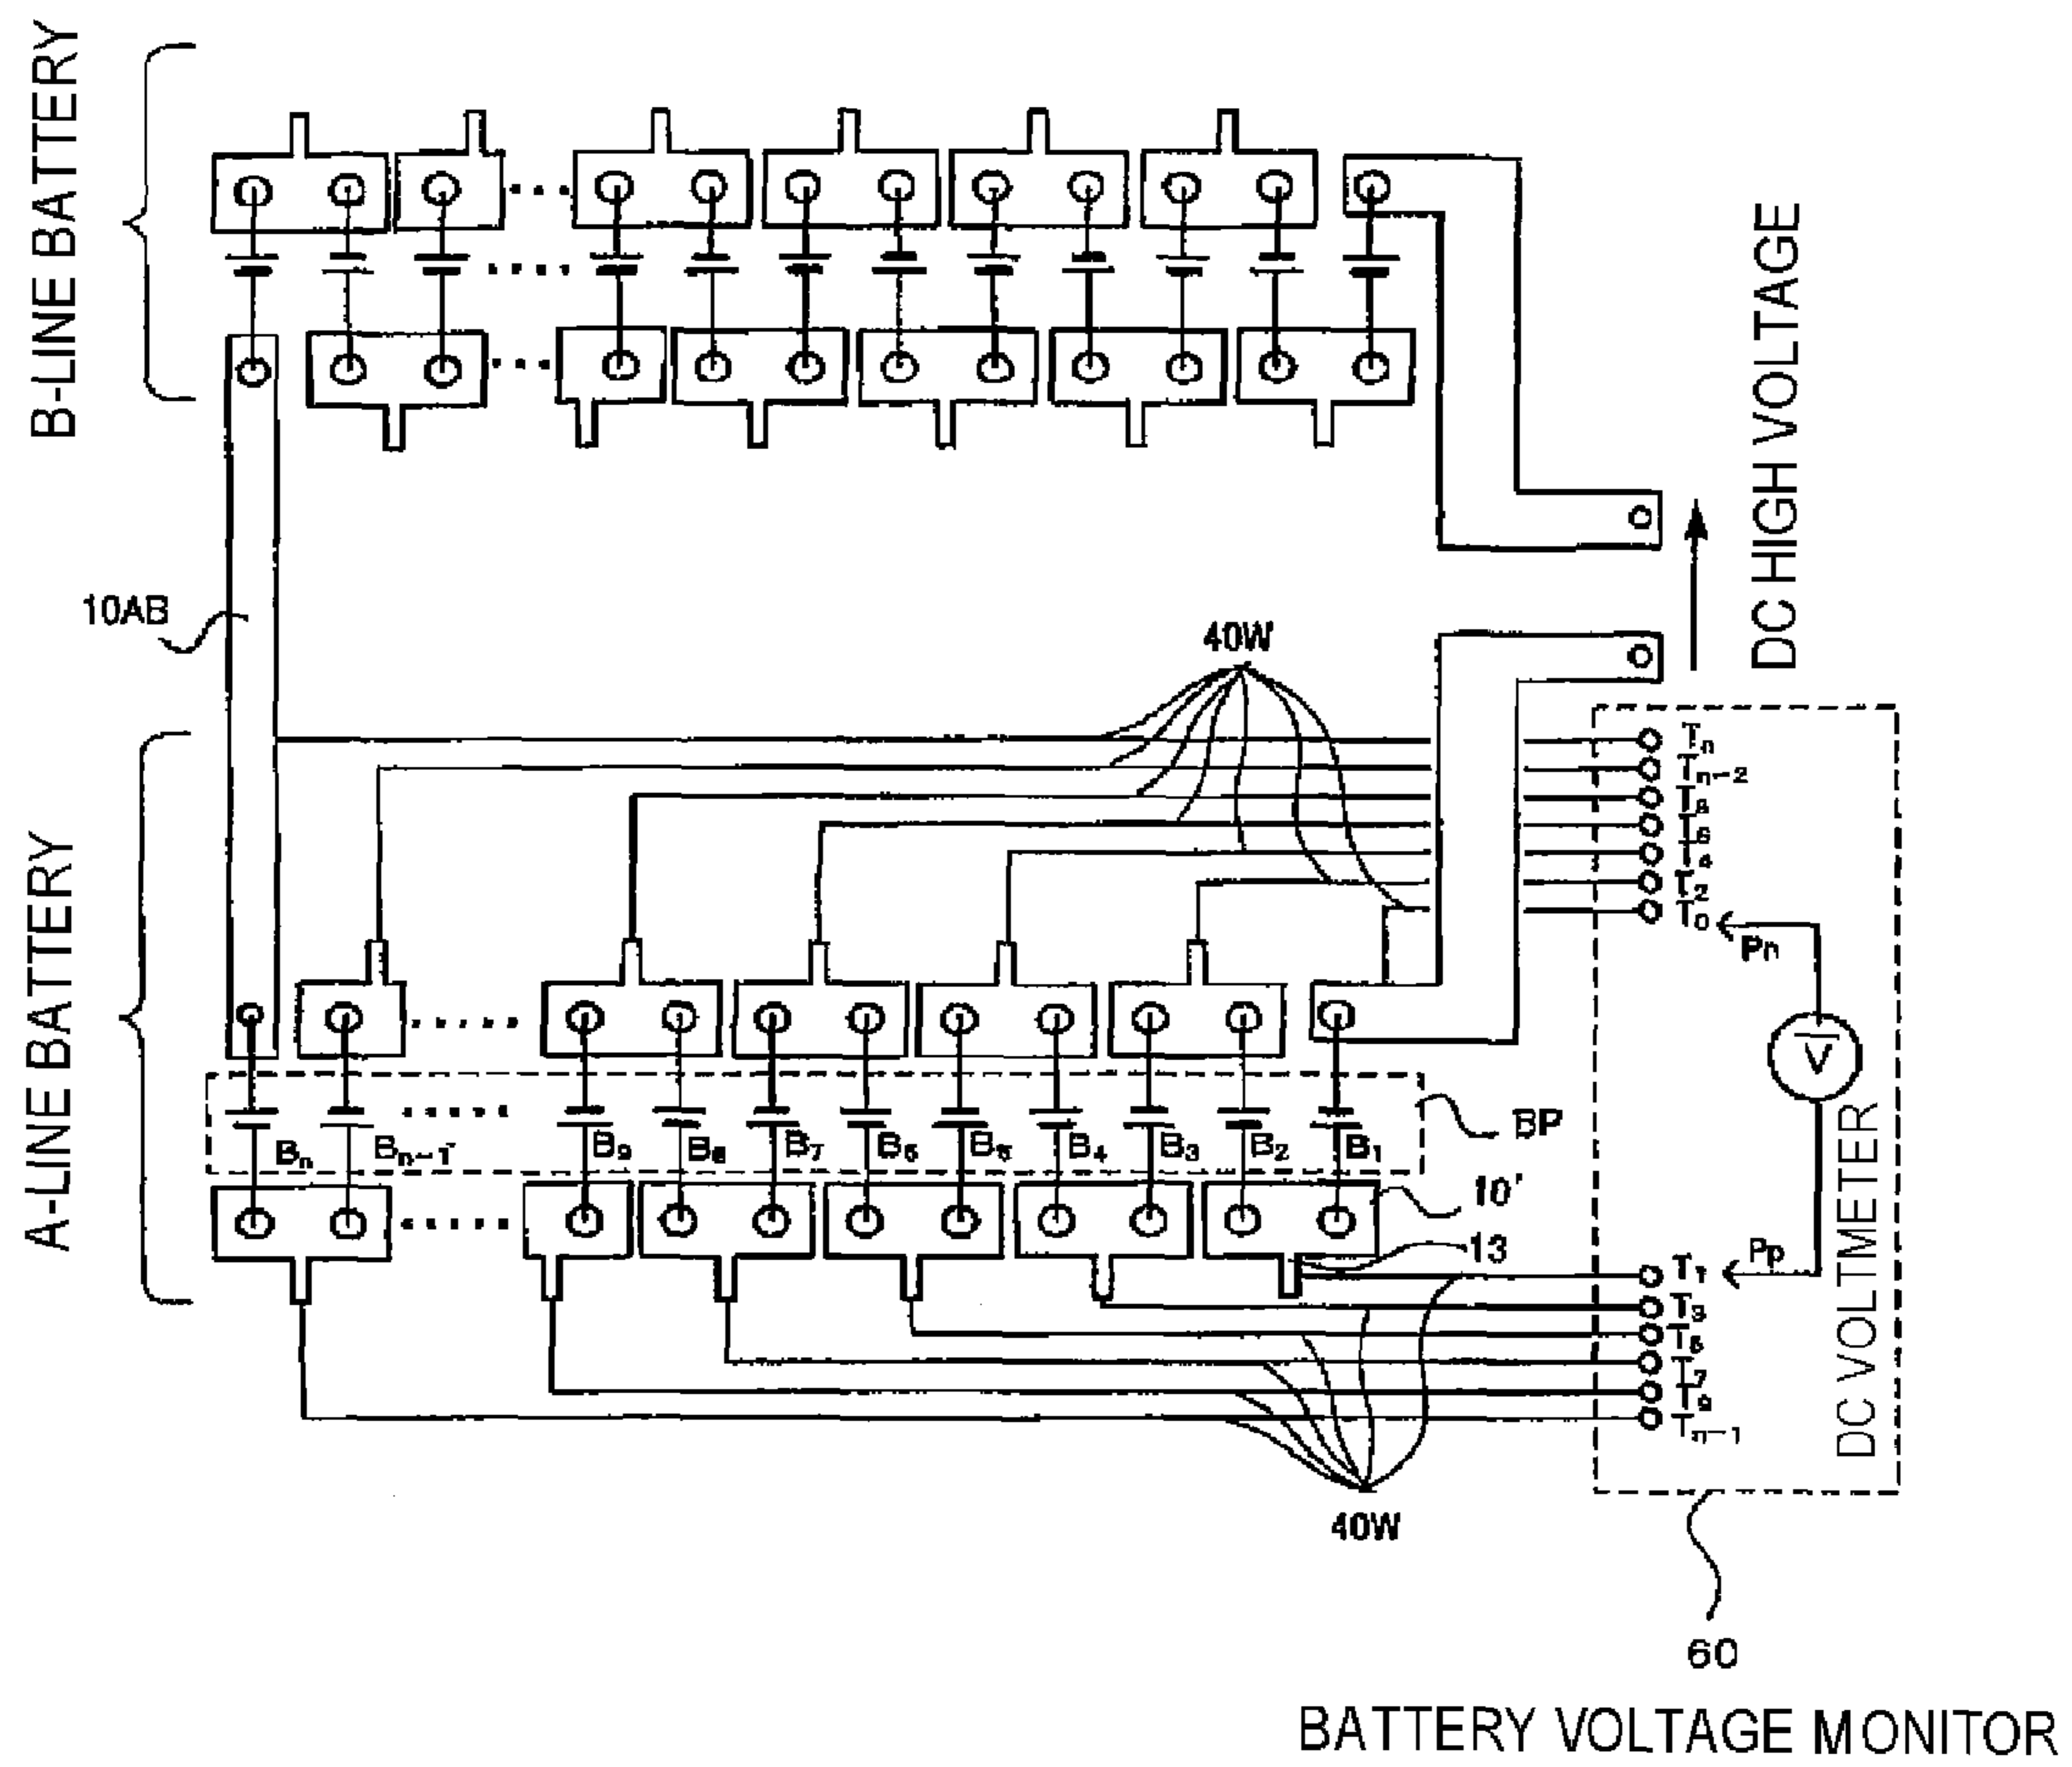 B-LINE BATTERY
DC HIGH VOLTAGE
10AB
40W
A-LINE BATTERY
Tn
Tn-2
T8
T6
T4
T2
T0
Pn
V
DC VOLTMETER
Bn
Bn-1
B9
B8
B7
B6
B5
B4
B3
B2
B1
BP
10'
13
Pp
T1
T3
T5
T7
T9
Tn-1
40W
60
BATTERY VOLTAGE MONITOR